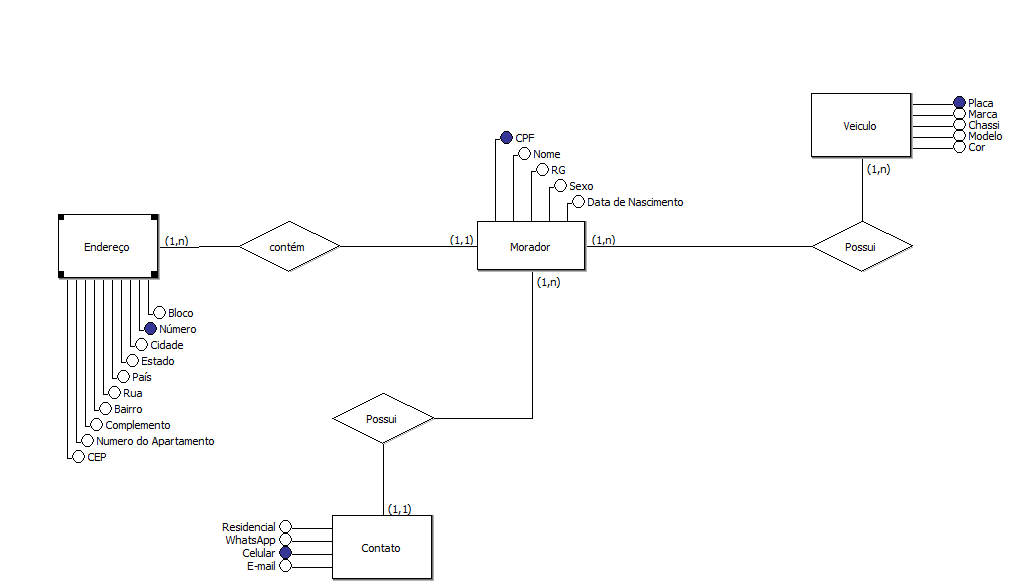 Placa
Marca
Veiculo
Chassi
Modelo
Cor
(1,n)
CPF
Nome
RG
Sexo
Data de Nascimento
Endereço
(1,n)
contém
(1,1)
Morador
(1,n)
Possui
(1,n)
Bloco
Número
Cidade
Estado
País
Rua
Bairro
Complemento
Numero do Apartamento
CEP
Possui
(1,1)
Residencial
WhatsApp
Celular
E-mail
Contato